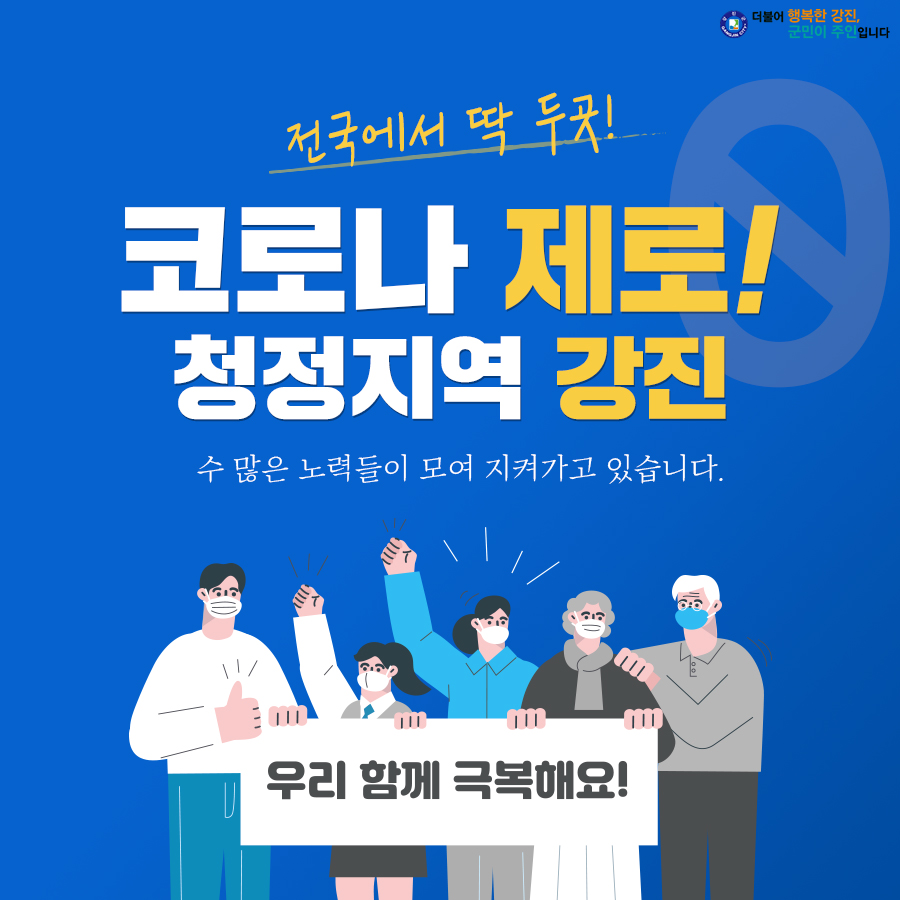 더불어 행복한 강진,
군민이 주인입니다
전국에서 딱 두곳!
코로나 제로!
청정지역 강진
수 많은 노력들이 모여 지켜가고 있습니다.
우리 함께 극복해요!